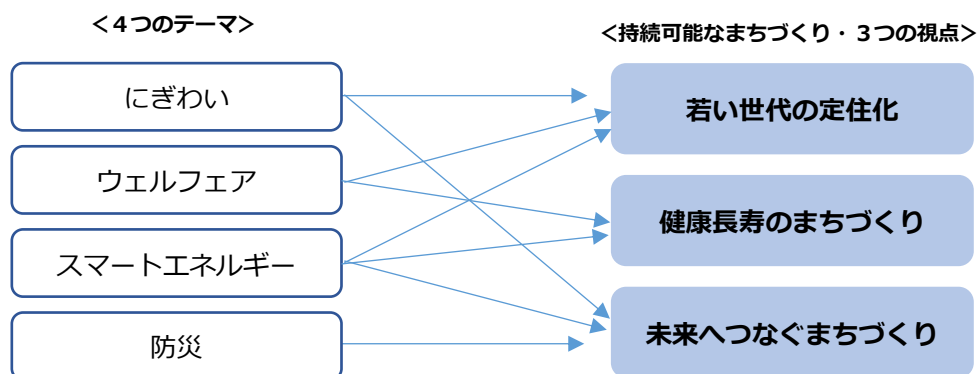 ＜４つのテーマ＞
にぎわい
ウェルフェア
スマートエネルギー
防災
＜持続可能なまちづくり・３つの視点＞
若い世代の定住化
健康長寿のまちづくり
未来へつなぐまちづくり